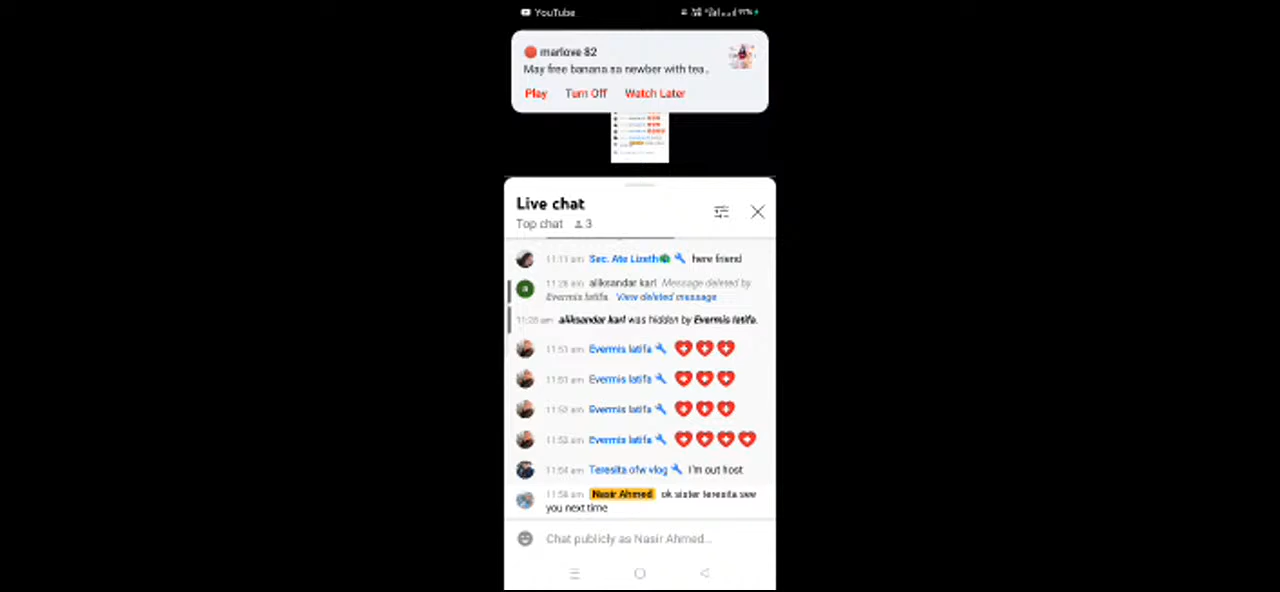 YouTube
97%
marlove 82
May free banana sa newber with tea..
Play Turn Off Watch Later
Live chat
Top chat 3
11:11 am Sec. Ate Lizeth here friend
11:28 am aliksandar karl Message deleted by
Evermis latifa. View deleted message
11:28 am aliksandar karl was hidden by Evermis latifa.
11:51 am Evermis latifa
11:51 am Evermis latifa
11:52 am Evermis latifa
11:53 am Evermis latifa
11:54 am Teresita ofw vlog I'm out host
11:58 am Nasir Ahmed ok sister teresita see
you next time
Chat publicly as Nasir Ahmed...